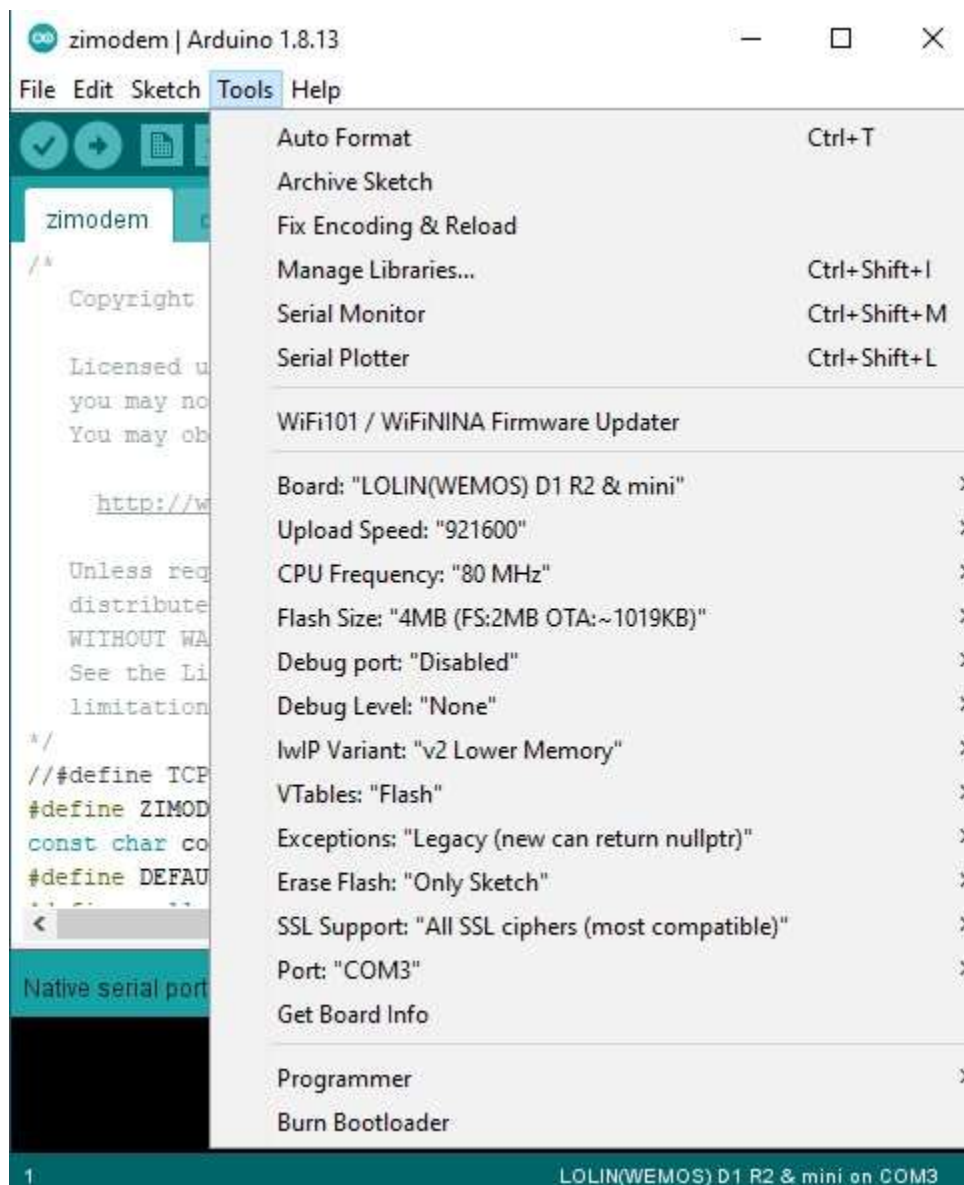 zimodem | Arduino 1.8.13
File Edit Sketch Tools Help
Auto Format Ctrl+T
Archive Sketch
zimodem
Fix Encoding & Reload
/*
Manage Libraries... Ctrl+Shift+I
Copyright
Serial Monitor Ctrl+Shift+M
Serial Plotter Ctrl+Shift+L
Licensed u
you may no
WiFi101 / WiFiNINA Firmware Updater
You may ob
Board: "LOLIN(WEMOS) D1 R2 & mini"
http://w
Upload Speed: "921600"
Unless req
CPU Frequency: "80 MHz"
distribute
Flash Size: "4MB (FS:2MB OTA:~1019KB)"
WITHOUT WA
Debug port: "Disabled"
See the Li
limitation
Debug Level: "None"
*/
lwIP Variant: "v2 Lower Memory"
//#define TCP
VTables: "Flash"
#define ZIMOD
const char co
Exceptions: "Legacy (new can return nullptr)"
#define DEFAU
Erase Flash: "Only Sketch"
SSL Support: "All SSL ciphers (most compatible)"
Port: "COM3"
Native serial port
Get Board Info
Programmer
Burn Bootloader
1 LOLIN(WEMOS) D1 R2 & mini on COM3